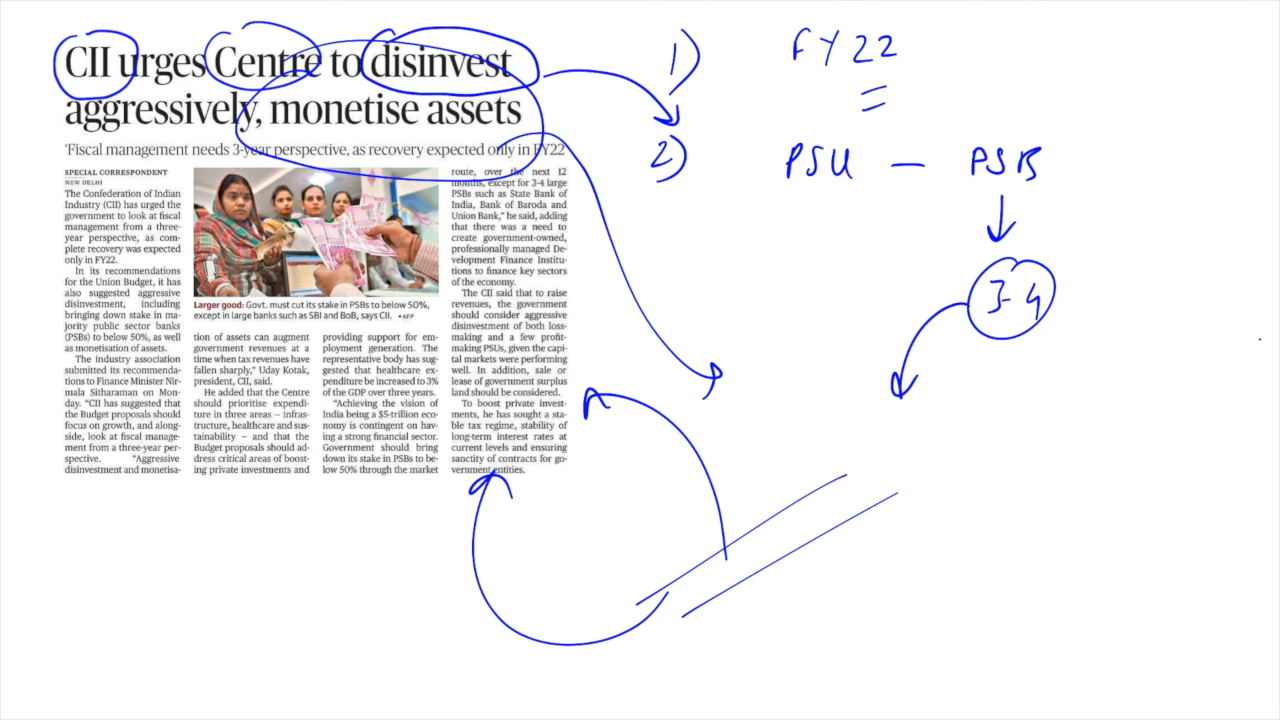 CII urges Centre to disinvest
aggressively, monetise assets
'Fiscal management needs 3-year perspective, as recovery expected only in FY22
SPECIAL CORRESPONDENT
NEW DELHI
The Confederation of Indian
Industry (CII) has urged the
government to look at fiscal
management from a three-
year perspective, as com-
plete recovery was expected
only in FY22.
In its recommendations
for the Union Budget, it has
also suggested aggressive
disinvestment, including
bringing down stake in ma-
jority public sector banks
(PSBs) to below 50%, as well
as monetisation of assets.
The industry association
submitted its recommenda-
tions to Finance Minister Nir-
mala Sitharaman on Mon-
day. "CII has suggested that
the Budget proposals should
focus on growth, and along-
side, look at fiscal manage-
ment from a three-year per-
spective. "Aggressive
disinvestment and monetisa-
Larger good: Govt. must cut its stake in PSBs to below 50%,
except in large banks such as SBI and BoB, says CII. • AFP
tion of assets can augment
government revenues at a
time when tax revenues have
fallen sharply," Uday Kotak,
president, CII, said.
He added that the Centre
should prioritise expendi-
ture in three areas – infras-
tructure, healthcare and sus-
tainability – and that the
Budget proposals should ad-
dress critical areas of boost-
ing private investments and
providing support for em-
ployment generation. The
representative body has sug-
gested that healthcare ex-
penditure be increased to 3%
of the GDP over three years.
"Achieving the vision of
India being a $5-trillion eco-
nomy is contingent on hav-
ing a strong financial sector.
Government should bring
down its stake in PSBs to be-
low 50% through the market
route, over the next 12
months, except for 3-4 large
PSBs such as State Bank of
India, Bank of Baroda and
Union Bank," he said, adding
that there was a need to
create government-owned,
professionally managed De-
velopment Finance Institu-
tions to finance key sectors
of the economy.
The CII said that to raise
revenues, the government
should consider aggressive
disinvestment of both loss-
making and a few profit-
making PSUs, given the capi-
tal markets were performing
well. In addition, sale or
lease of government surplus
land should be considered.
To boost private invest-
ments, he has sought a sta-
ble tax regime, stability of
long-term interest rates at
current levels and ensuring
sanctity of contracts for go-
vernment entities.
1) FY22
2) PSU — PSB
3-4